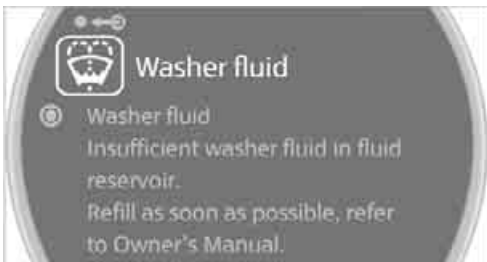 Washer fluid
Washer fluid
Insufficient washer fluid in fluid
reservoir.
Refill as soon as possible, refer
to Owner's Manual.